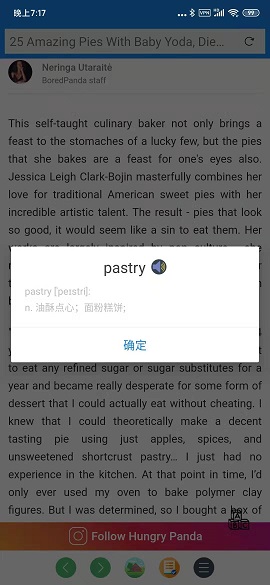 晚上7:17
25 Amazing Pies With Baby Yoda, Die...
Neringa Utaraitė
BoredPanda staff
This self-taught culinary baker not only brings a
feast to the stomaches of a lucky few, but the pies
that she bakes are a feast for one's eyes also.
Jessica Leigh Clark-Bojin masterfully combines her
love for traditional American sweet pies with her
incredible artistic talent. The result - pies that look
so good, it would seem like a sin to eat them. Her
pastry
pastry ['peɪstri];
n. 油酥点心；面粉糕饼;
确定
to eat any refined sugar or sugar substitutes for a
year and became really desperate for some form of
dessert that I could actually eat without cheating. I
knew that I could theoretically make a decent
tasting pie using just apples, spices, and
unsweetened shortcrust pastry… I just had no
experience in the kitchen. At that point in time, I'd
only ever used my oven to bake polymer clay
figures. But I was determined, so I bought a box of
Follow Hungry Panda